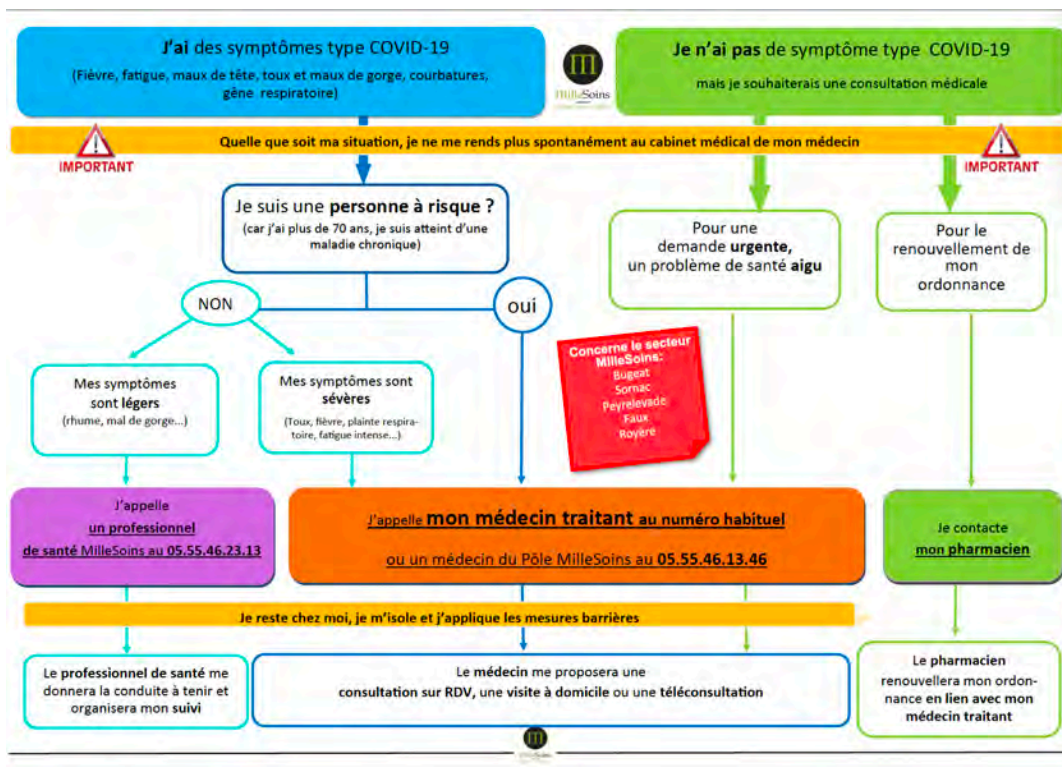 J'ai des symptômes type COVID-19
(Fièvre, fatigue, maux de tête, toux et maux de gorge, courbatures,
gêne respiratoire)
MilleSoins
Je n'ai pas de symptôme type COVID-19
mais je souhaiterais une consultation médicale
Quelle que soit ma situation, je ne me rends plus spontanément au cabinet médical de mon médecin
IMPORTANT
IMPORTANT
Je suis une personne à risque ?
(car j'ai plus de 70 ans, je suis atteint d'une
maladie chronique)
Pour une
demande urgente,
un problème de santé aigu
Pour le
renouvellement de
mon
ordonnance
NON
oui
Concerne le secteur
MilleSoins:
Bugeat
Sornac
Peyrelevade
Faux
Royère
Mes symptômes
sont légers
(rhume, mal de gorge...)
Mes symptômes sont
sévères
(Toux, fièvre, plainte respira-
toire, fatigue intense...)
J'appelle
un professionnel
de santé MilleSoins au 05.55.46.23.13
J'appelle mon médecin traitant au numéro habituel
ou un médecin du Pôle MilleSoins au 05.55.46.13.46
Je contacte
mon pharmacien
Je reste chez moi, je m'isole et j'applique les mesures barrières
Le professionnel de santé me
donnera la conduite à tenir et
organisera mon suivi
Le médecin me proposera une
consultation sur RDV, une visite à domicile ou une téléconsultation
Le pharmacien
renouvellera mon ordon-
nance en lien avec mon
médecin traitant